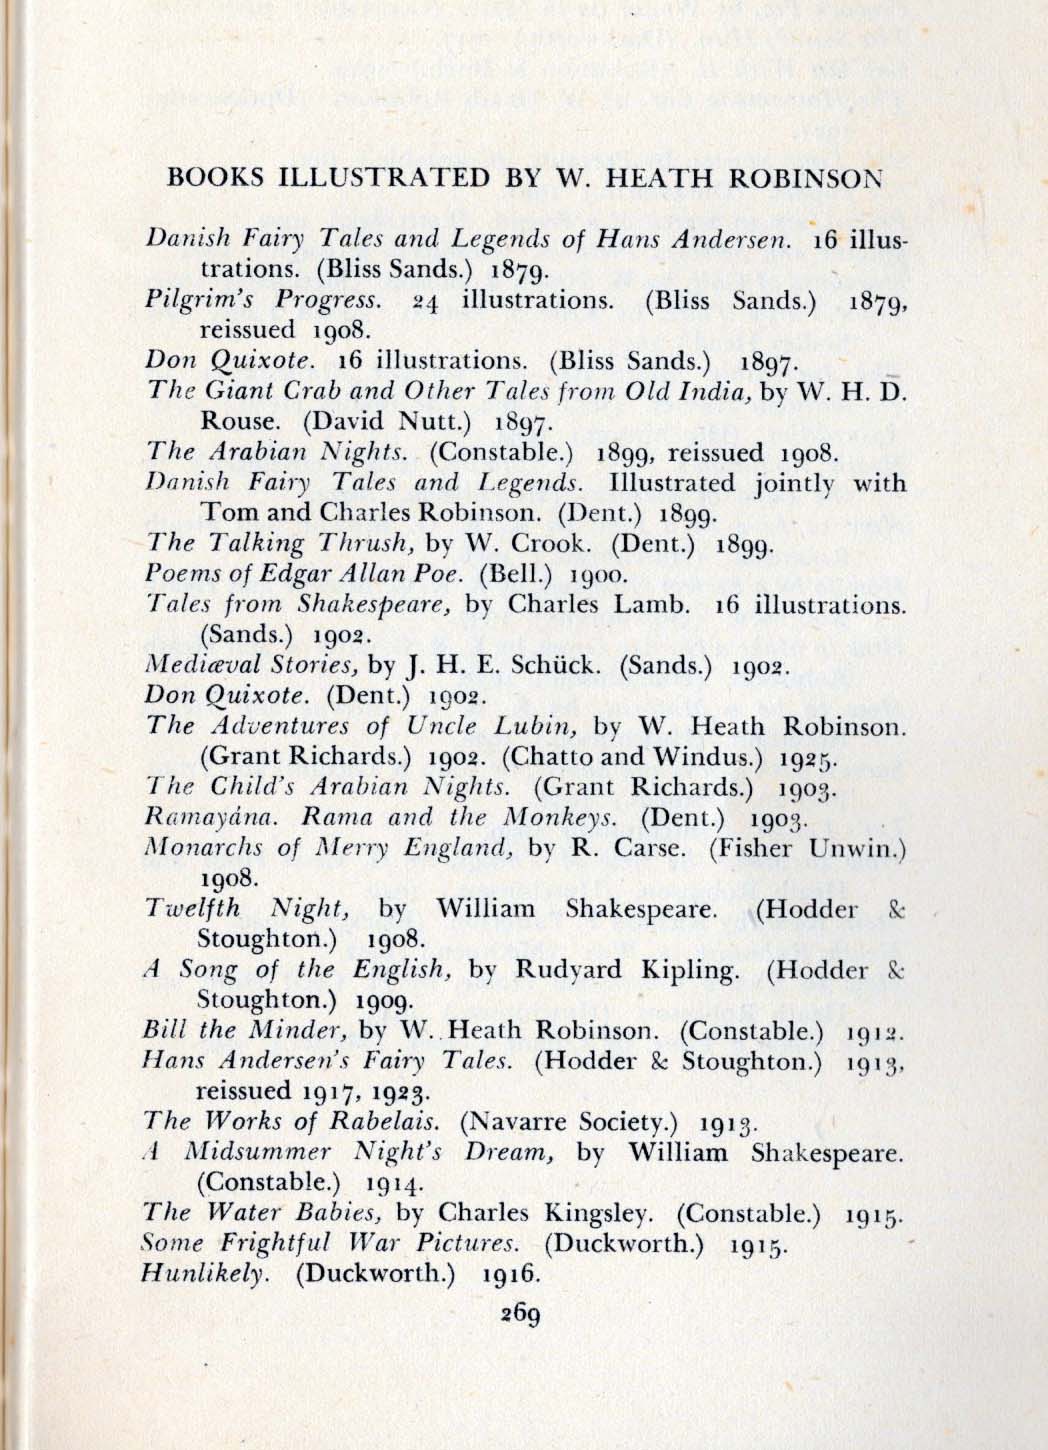 BOOKS ILLUSTRATED BY W. HEATH ROBINSON
Danish Fairy Tales and Legends of Hans Andersen. 16 illus-
trations. (Bliss Sands.) 1879.
Pilgrim's Progress. 24 illustrations. (Bliss Sands.) 1879,
reissued 1908.
Don Quixote. 16 illustrations. (Bliss Sands.) 1897.
The Giant Crab and Other Tales from Old India, by W. H. D.
Rouse. (David Nutt.) 1897.
The Arabian Nights. (Constable.) 1899, reissued 1908.
Danish Fairy Tales and Legends. Illustrated jointly with
Tom and Charles Robinson. (Dent.) 1899.
The Talking Thrush, by W. Crook. (Dent.) 1899.
Poems of Edgar Allan Poe. (Bell.) 1900.
Tales from Shakespeare, by Charles Lamb. 16 illustrations.
(Sands.) 1902.
Mediæval Stories, by J. H. E. Schück. (Sands.) 1902.
Don Quixote. (Dent.) 1902.
The Adventures of Uncle Lubin, by W. Heath Robinson.
(Grant Richards.) 1902. (Chatto and Windus.) 1925.
The Child's Arabian Nights. (Grant Richards.) 1903.
Ramayána. Rama and the Monkeys. (Dent.) 1903.
Monarchs of Merry England, by R. Carse. (Fisher Unwin.)
1908.
Twelfth Night, by William Shakespeare. (Hodder &
Stoughton.) 1908.
A Song of the English, by Rudyard Kipling. (Hodder &
Stoughton.) 1909.
Bill the Minder, by W. Heath Robinson. (Constable.) 1912.
Hans Andersen's Fairy Tales. (Hodder & Stoughton.) 1913,
reissued 1917, 1923.
The Works of Rabelais. (Navarre Society.) 1913.
A Midsummer Night's Dream, by William Shakespeare.
(Constable.) 1914.
The Water Babies, by Charles Kingsley. (Constable.) 1915.
Some Frightful War Pictures. (Duckworth.) 1915.
Hunlikely. (Duckworth.) 1916.
269